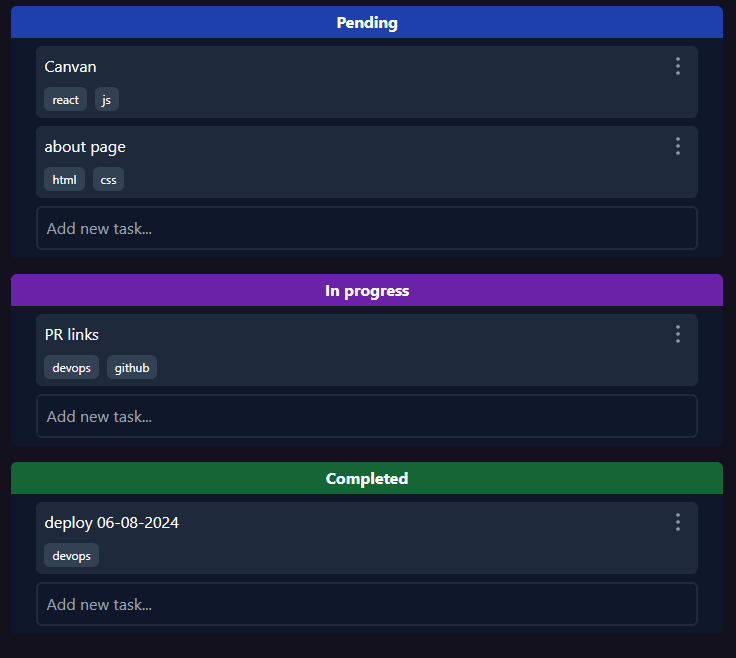 Pending
Canvan
react js
about page
html css
Add new task...
In progress
PR links
devops github
Add new task...
Completed
deploy 06-08-2024
devops
Add new task...